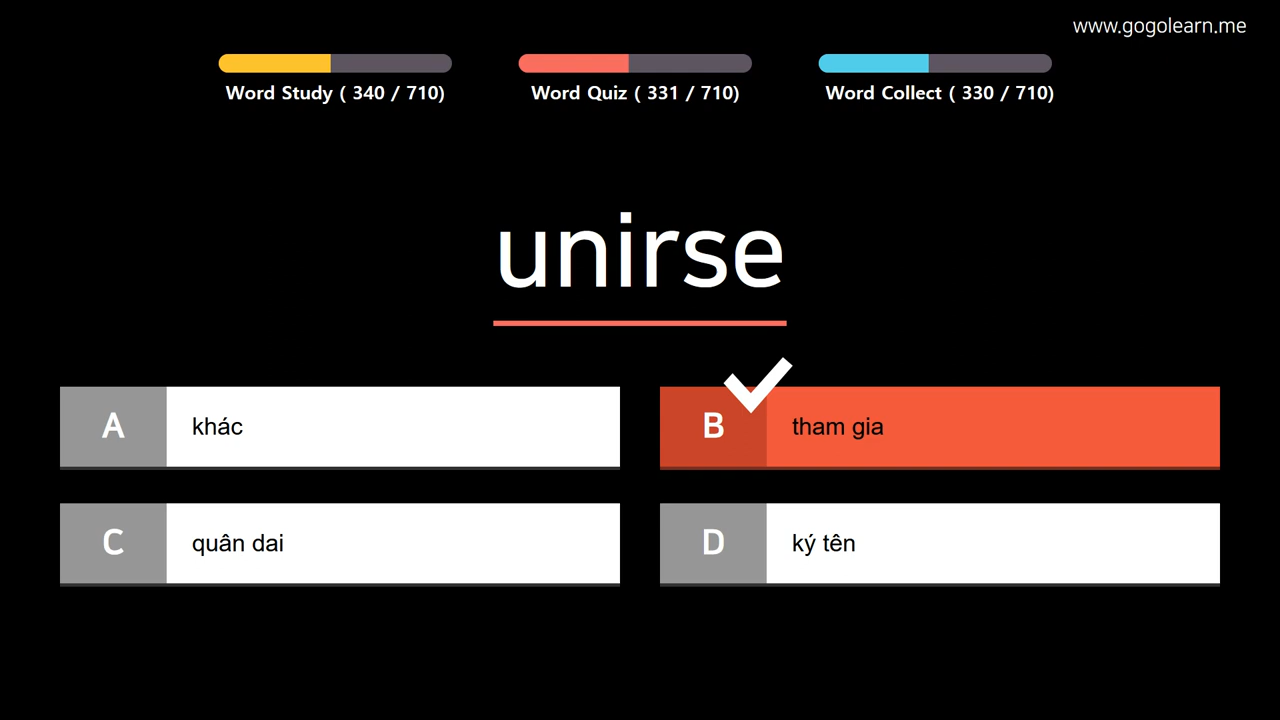 www.gogolearn.me
Word Study ( 340 / 710)
Word Quiz ( 331 / 710)
Word Collect ( 330 / 710)
unirse
A khác
B tham gia
C quân dai
D ký tên